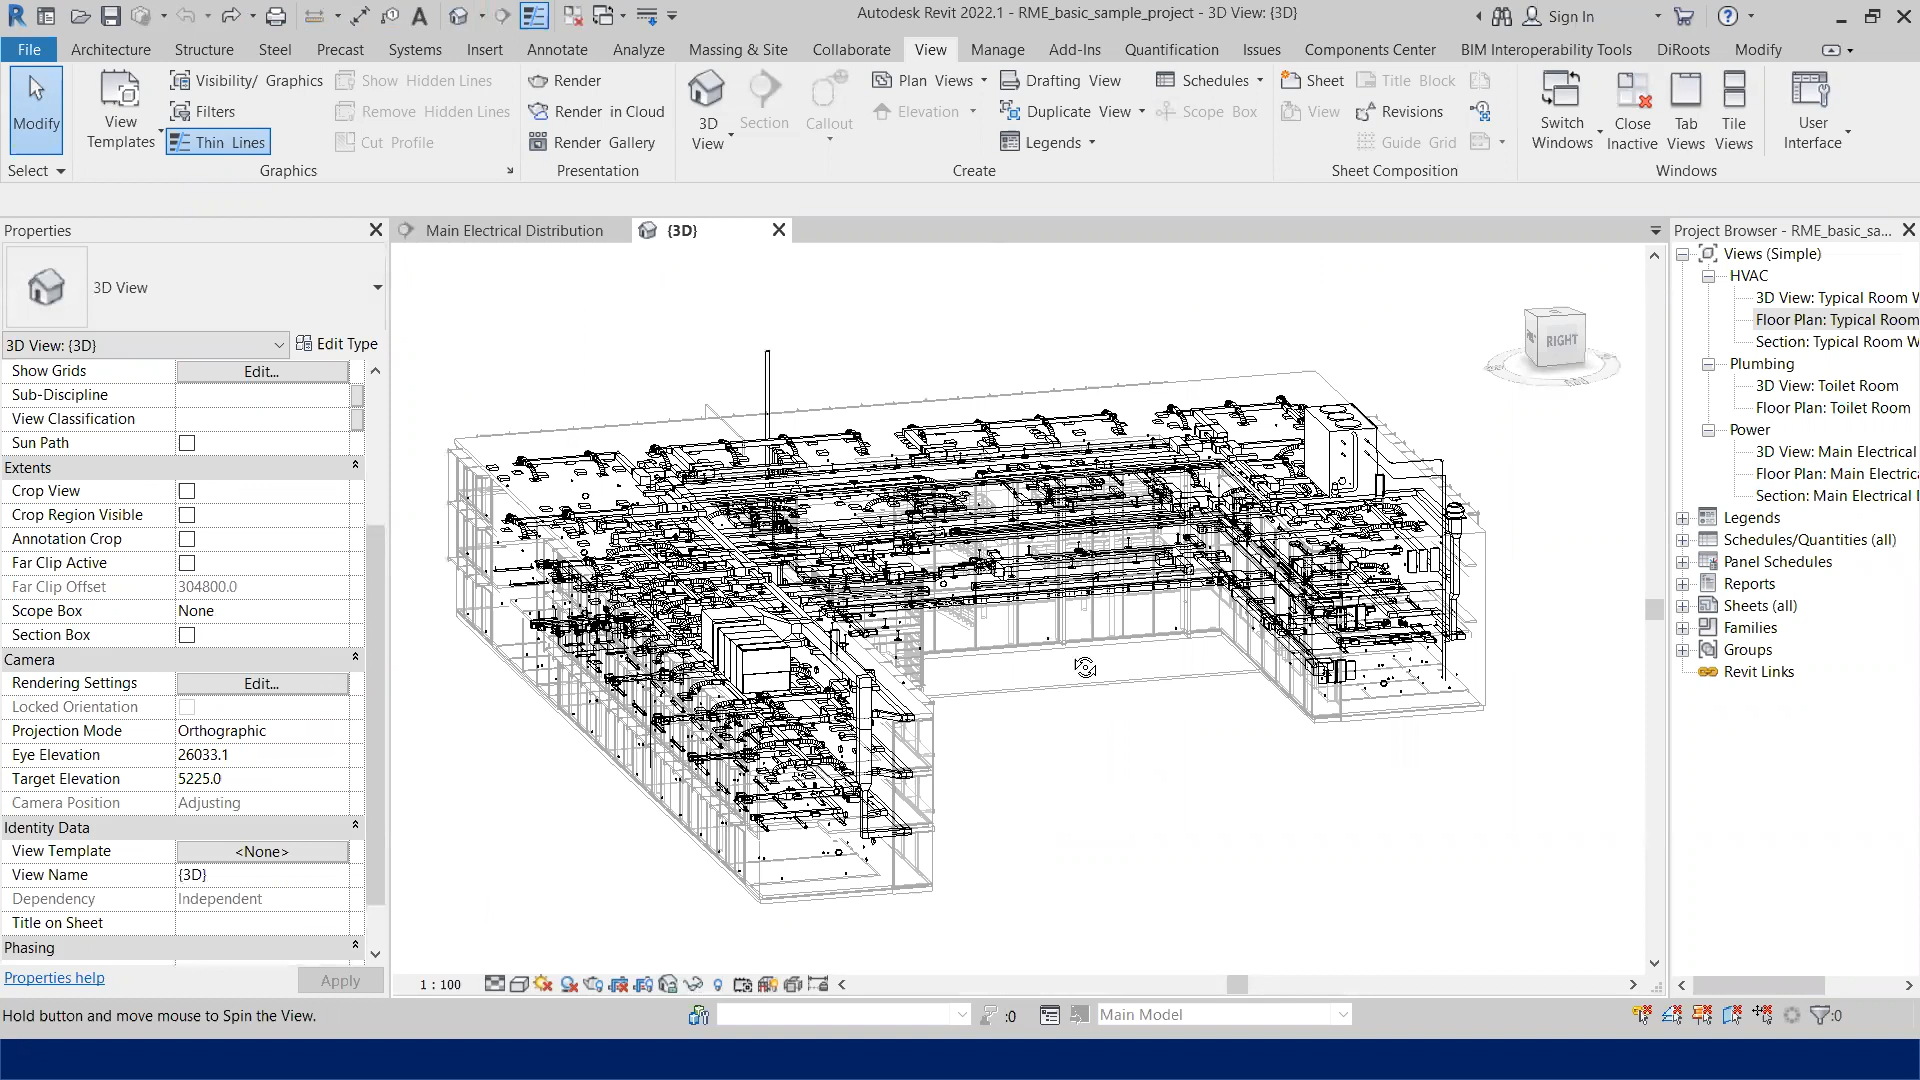 Autodesk Revit 2022.1 - RME_basic_sample_project - 3D View: {3D}
Sign In
File Architecture Structure Steel Precast Systems Insert Annotate Analyze Massing & Site Collaborate View Manage Add-Ins Quantification Issues Components Center BIM Interoperability Tools DiRoots Modify
Modify
View Templates
Visibility/ Graphics
Filters
Thin Lines
Show Hidden Lines
Remove Hidden Lines
Cut Profile
Render
Render in Cloud
Render Gallery
3D View
Section
Callout
Plan Views
Elevation
Drafting View
Duplicate View
Legends
Schedules
Scope Box
Sheet
View
Title Block
Revisions
Guide Grid
Switch Windows
Close Inactive
Tab Views
Tile Views
User Interface
Select
Graphics
Presentation
Create
Sheet Composition
Windows
Properties
3D View
3D View: {3D}
Edit Type
Show Grids Edit...
Sub-Discipline
View Classification
Sun Path
Extents
Crop View
Crop Region Visible
Annotation Crop
Far Clip Active
Far Clip Offset 304800.0
Scope Box None
Section Box
Camera
Rendering Settings Edit...
Locked Orientation
Projection Mode Orthographic
Eye Elevation 26033.1
Target Elevation 5225.0
Camera Position Adjusting
Identity Data
View Template <None>
View Name {3D}
Dependency Independent
Title on Sheet
Phasing
Properties help
Apply
Main Electrical Distribution
{3D}
RIGHT
1 : 100
Project Browser - RME_basic_sa...
Views (Simple)
HVAC
3D View: Typical Room W
Floor Plan: Typical Room
Section: Typical Room W
Plumbing
3D View: Toilet Room
Floor Plan: Toilet Room
Power
3D View: Main Electrical
Floor Plan: Main Electrica
Section: Main Electrical D
Legends
Schedules/Quantities (all)
Panel Schedules
Reports
Sheets (all)
Families
Groups
Revit Links
Hold button and move mouse to Spin the View.
:0
Main Model
:0